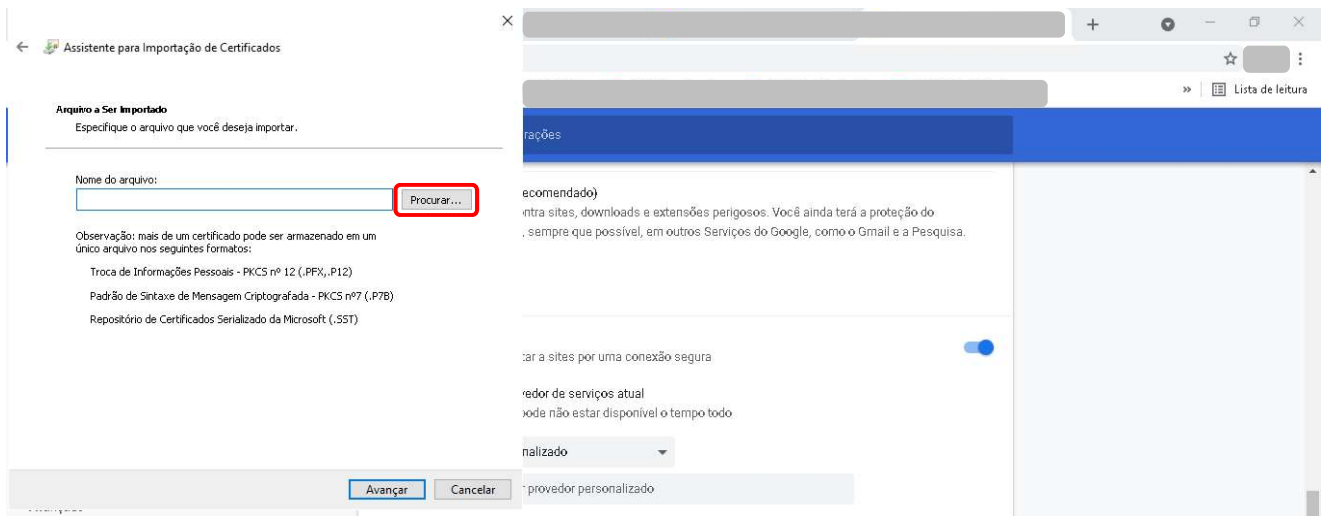 Assistente para Importação de Certificados
Arquivo a Ser Importado
Especifique o arquivo que você deseja importar.
Nome do arquivo:
Procurar...
Observação: mais de um certificado pode ser armazenado em um
único arquivo nos seguintes formatos:
Troca de Informações Pessoais - PKCS nº 12 (.PFX,.P12)
Padrão de Sintaxe de Mensagem Criptografada - PKCS nº7 (.P7B)
Repositório de Certificados Serializado da Microsoft (.SST)
Avançar
Cancelar
Lista de leitura
rações
ecomendado)
ntra sites, downloads e extensões perigosos. Você ainda terá a proteção do
, sempre que possível, em outros Serviços do Google, como o Gmail e a Pesquisa.
tar a sites por uma conexão segura
vedor de serviços atual
pode não estar disponível o tempo todo
nalizado
r provedor personalizado